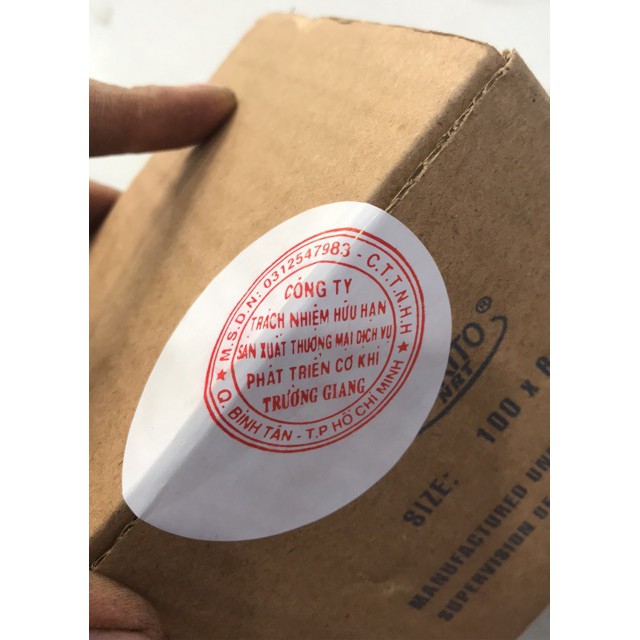 M.S.D.N: 0312547983 - C.T.T.N.H.H
CÔNG TY
TRÁCH NHIỆM HỮU HẠN
SẢN XUẤT THƯƠNG MẠI DỊCH VỤ
PHÁT TRIỂN CƠ KHÍ
TRƯỜNG GIANG
Q. BÌNH TÂN - T.P HỒ CHÍ MINH
SIZE: 100 X
MANUFACTURED
SUPERVISION